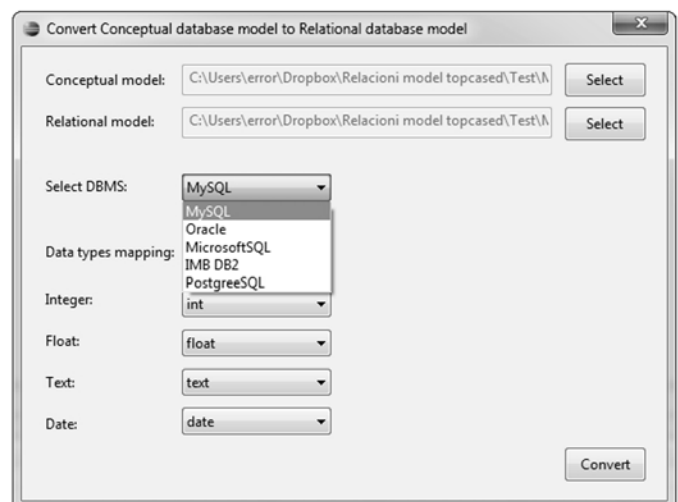 Convert Conceptual database model to Relational database model
Conceptual model: C:\Users\error\Dropbox\Relacioni model topcased\Test\M Select
Relational model: C:\Users\error\Dropbox\Relacioni model topcased\Test\M Select
Select DBMS: MySQL
MySQL
Oracle
MicrosoftSQL
Data types mapping:
IMB DB2
PostgreeSQL
Integer: int
Float: float
Text: text
Date: date
Convert